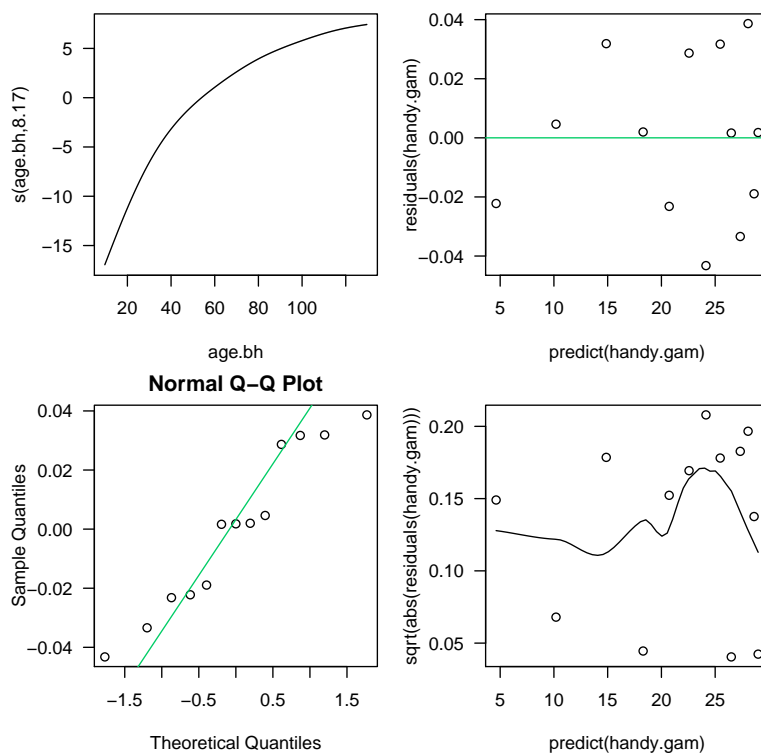 s(age.bh,8.17)
5
0
−5
−10
−15
20 40 60 80 100
age.bh
residuals(handy.gam)
0.04
0.02
0.00
−0.02
−0.04
5 10 15 20 25
predict(handy.gam)
Normal Q−Q Plot
Sample Quantiles
0.04
0.02
0.00
−0.02
−0.04
−1.5 −0.5 0.5 1.5
Theoretical Quantiles
sqrt(abs(residuals(handy.gam)))
0.20
0.15
0.10
0.05
5 10 15 20 25
predict(handy.gam)